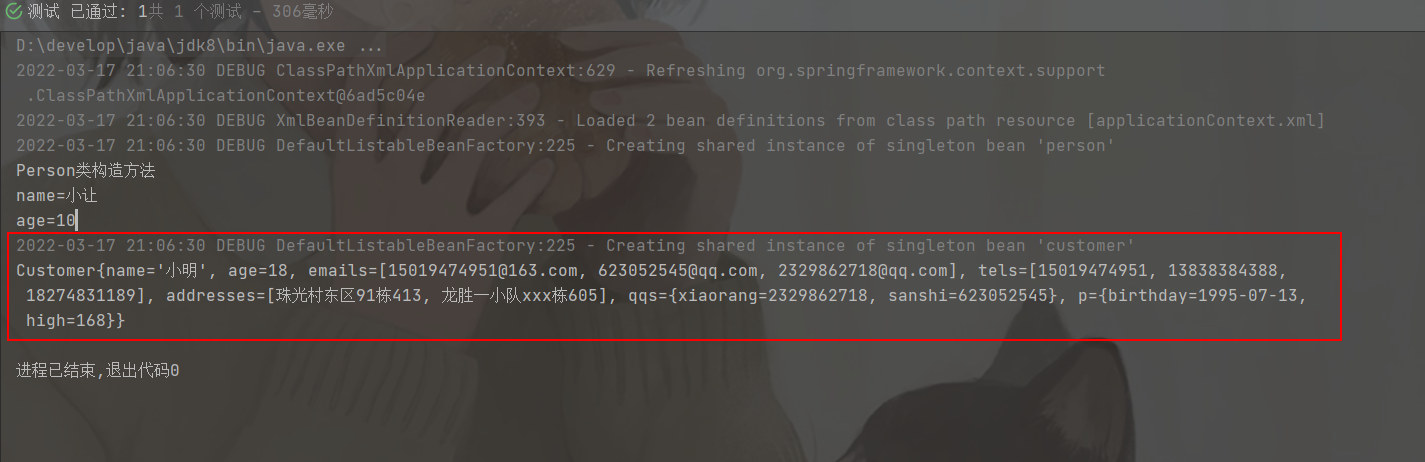 测试 已通过: 1共 1 个测试 – 306毫秒
D:\develop\java\jdk8\bin\java.exe ...
2022-03-17 21:06:30 DEBUG ClassPathXmlApplicationContext:629 - Refreshing org.springframework.context.support
.ClassPathXmlApplicationContext@6ad5c04e
2022-03-17 21:06:30 DEBUG XmlBeanDefinitionReader:393 - Loaded 2 bean definitions from class path resource [applicationContext.xml]
2022-03-17 21:06:30 DEBUG DefaultListableBeanFactory:225 - Creating shared instance of singleton bean 'person'
Person类构造方法
name=小让
age=10
2022-03-17 21:06:30 DEBUG DefaultListableBeanFactory:225 - Creating shared instance of singleton bean 'customer'
Customer{name='小明', age=18, emails=[15019474951@163.com, 623052545@qq.com, 2329862718@qq.com], tels=[15019474951, 13838384388,
18274831189], addresses=[珠光村东区91栋413, 龙胜一小队xxx栋605], qqs={xiaorang=2329862718, sanshi=623052545}, p={birthday=1995-07-13,
high=168}}
进程已结束,退出代码0